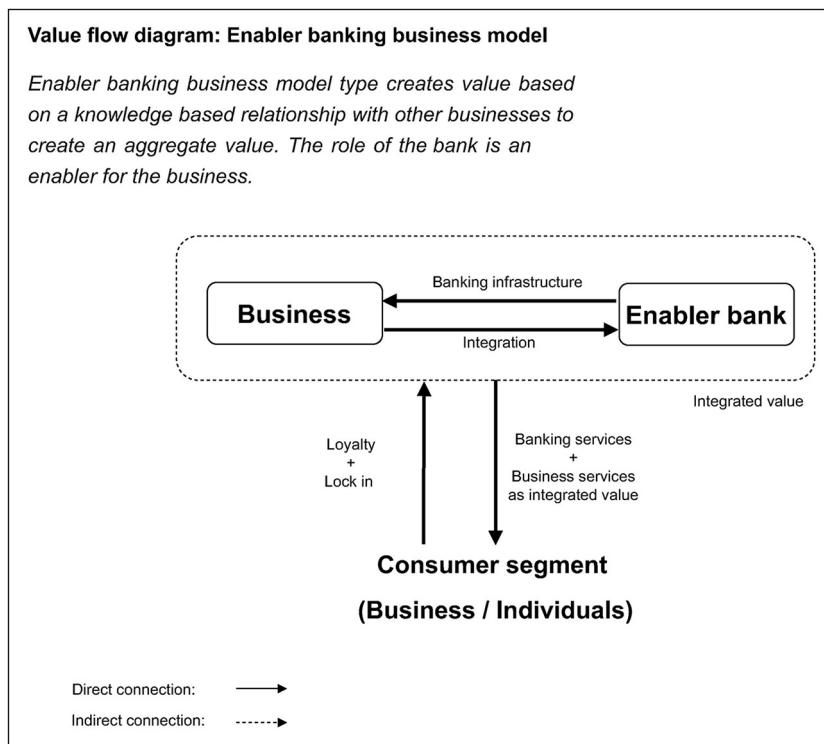 Value flow diagram: Enabler banking business model
Enabler banking business model type creates value based
on a knowledge based relationship with other businesses to
create an aggregate value. The role of the bank is an
enabler for the business.
Banking infrastructure
Business
Enabler bank
Integration
Integrated value
Loyalty
+
Lock in
Banking services
+
Business services
as integrated value
Consumer segment
(Business / Individuals)
Direct connection:
Indirect connection: